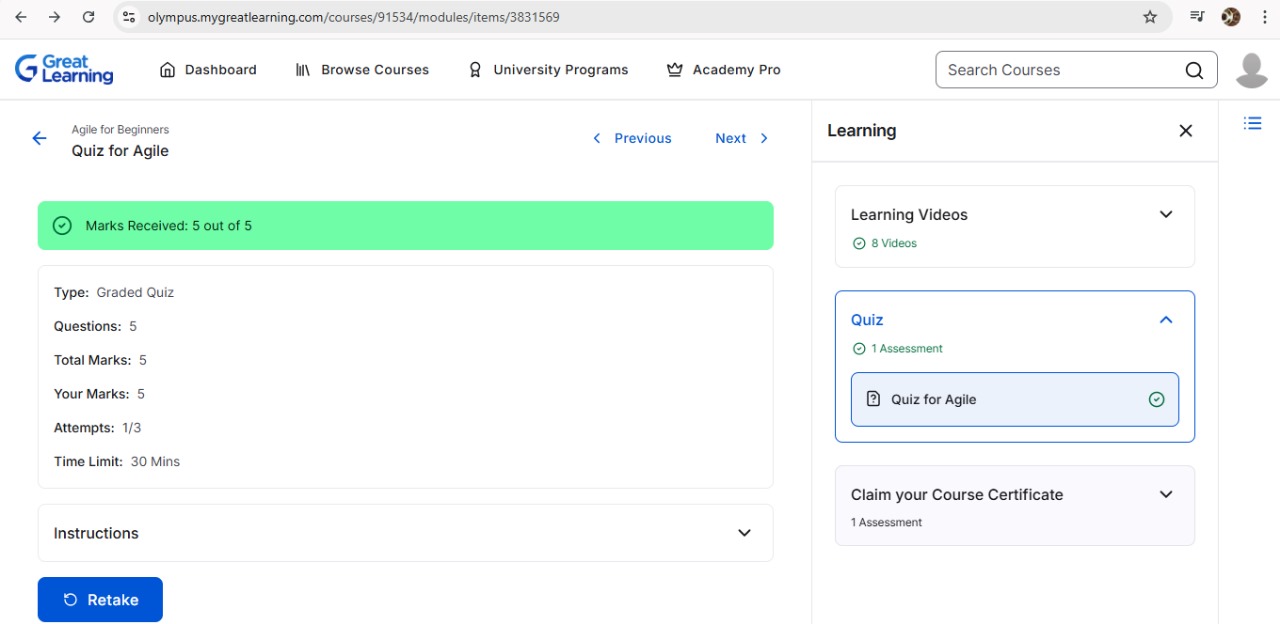 olympus.mygreatlearning.com/courses/91534/modules/items/3831569
Great Learning
Dashboard
Browse Courses
University Programs
Academy Pro
Search Courses
Agile for Beginners
Quiz for Agile
Previous
Next
Marks Received: 5 out of 5
Type: Graded Quiz
Questions: 5
Total Marks: 5
Your Marks: 5
Attempts: 1/3
Time Limit: 30 Mins
Instructions
Retake
Learning
Learning Videos
8 Videos
Quiz
1 Assessment
Quiz for Agile
Claim your Course Certificate
1 Assessment